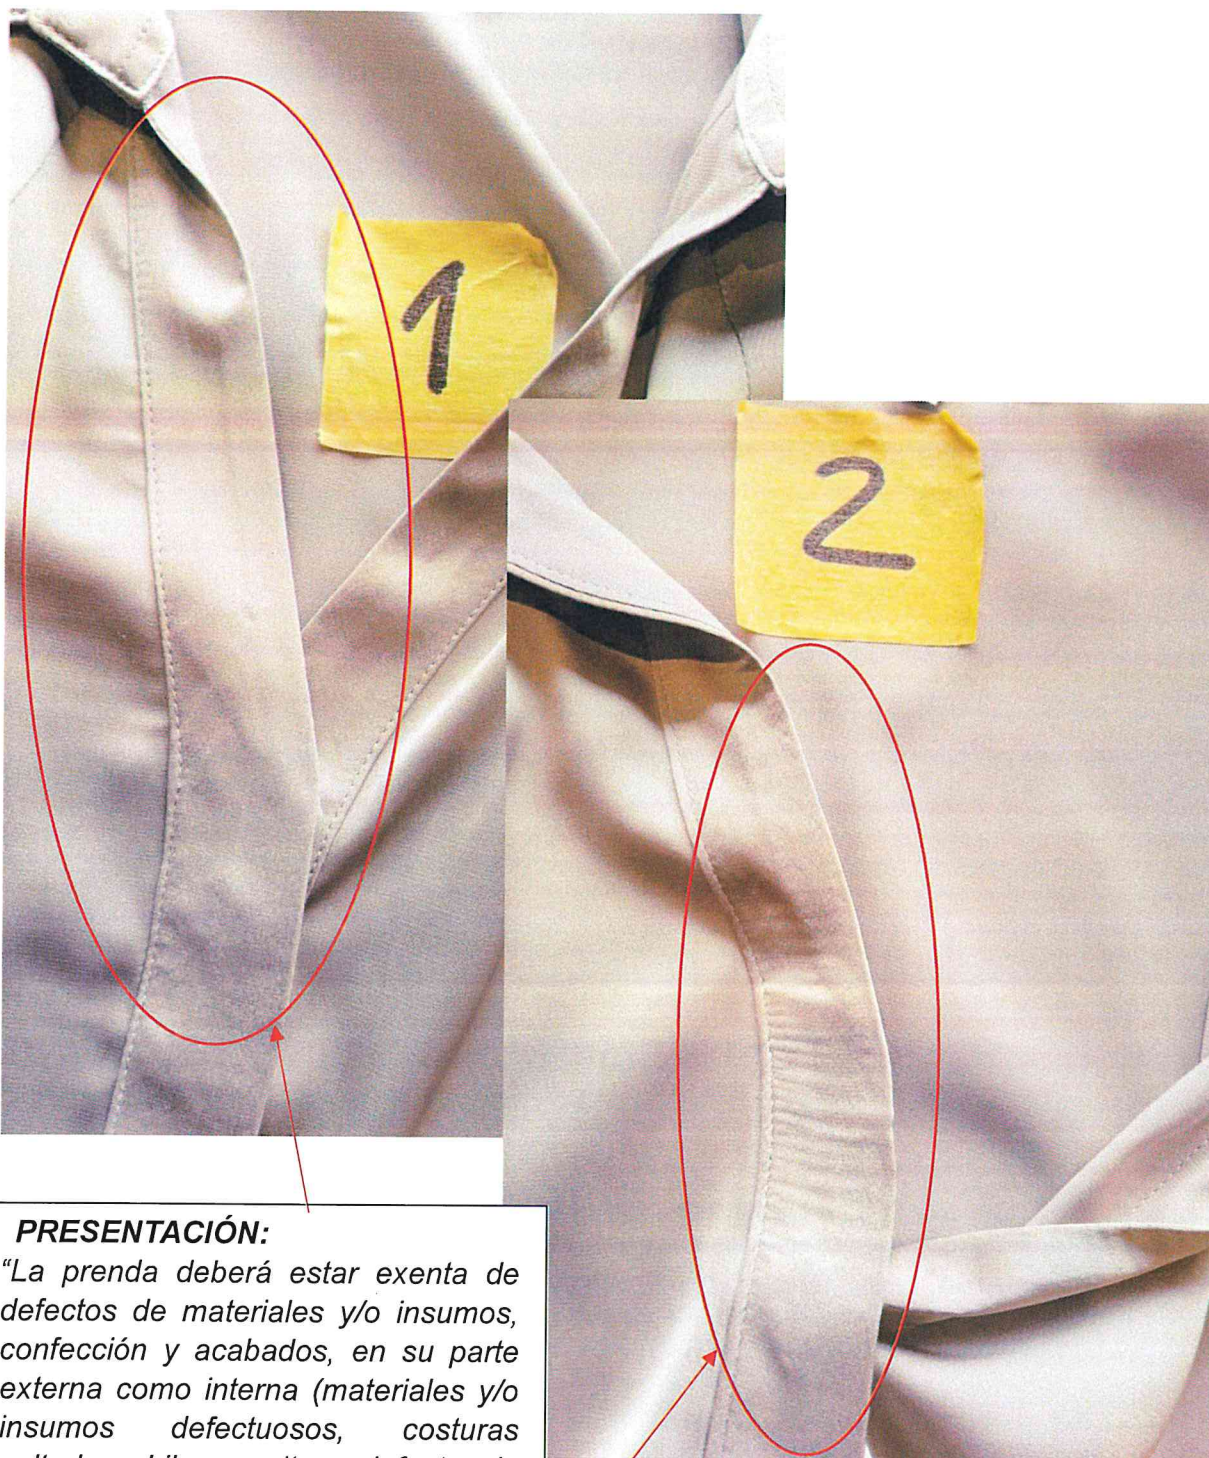 1
2
PRESENTACIÓN:
“La prenda deberá estar exenta de
defectos de materiales y/o insumos,
confección y acabados, en su parte
externa como interna (materiales y/o
insumos defectuosos, costuras